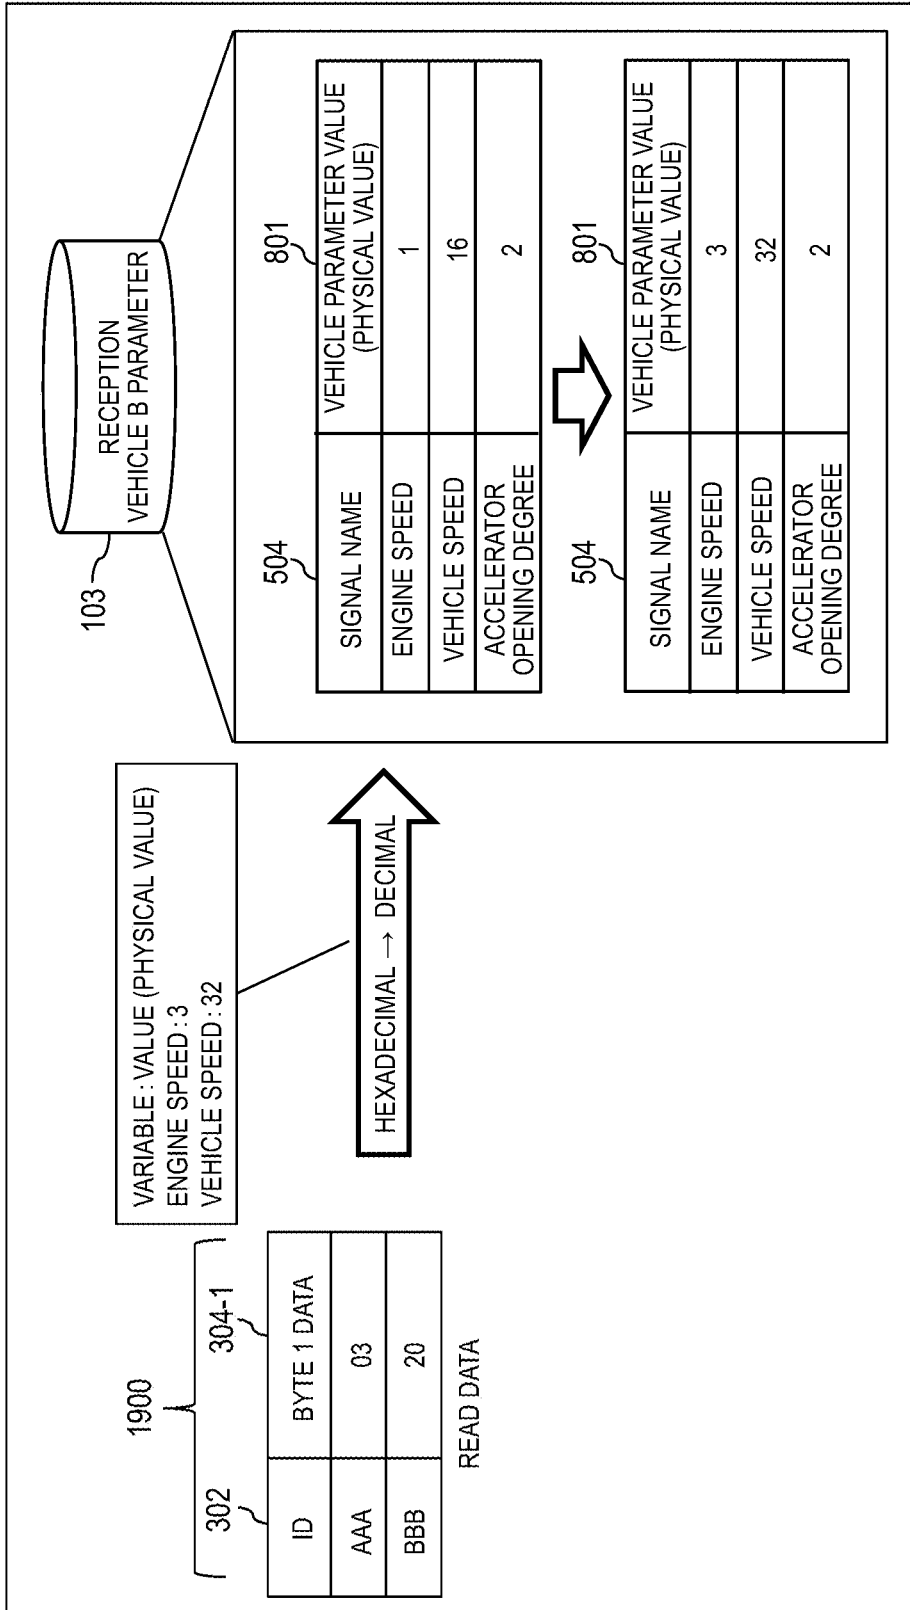 1900
302
304-1
ID
BYTE 1 DATA
AAA
03
BBB
20
READ DATA
VARIABLE : VALUE (PHYSICAL VALUE)
ENGINE SPEED : 3
VEHICLE SPEED : 32
HEXADECIMAL → DECIMAL
103
RECEPTION
VEHICLE B PARAMETER
504
801
SIGNAL NAME
VEHICLE PARAMETER VALUE
(PHYSICAL VALUE)
ENGINE SPEED
1
VEHICLE SPEED
16
ACCELERATOR
OPENING DEGREE
2
504
801
SIGNAL NAME
VEHICLE PARAMETER VALUE
(PHYSICAL VALUE)
ENGINE SPEED
3
VEHICLE SPEED
32
ACCELERATOR
OPENING DEGREE
2